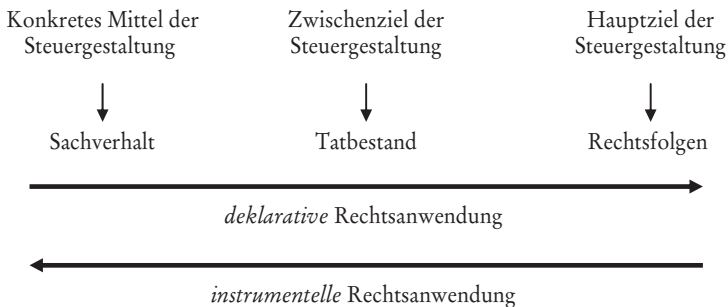 Konkretes Mittel der
Steuergestaltung
Zwischenziel der
Steuergestaltung
Hauptziel der
Steuergestaltung
Sachverhalt
Tatbestand
Rechtsfolgen
deklarative Rechtsanwendung
instrumentelle Rechtsanwendung